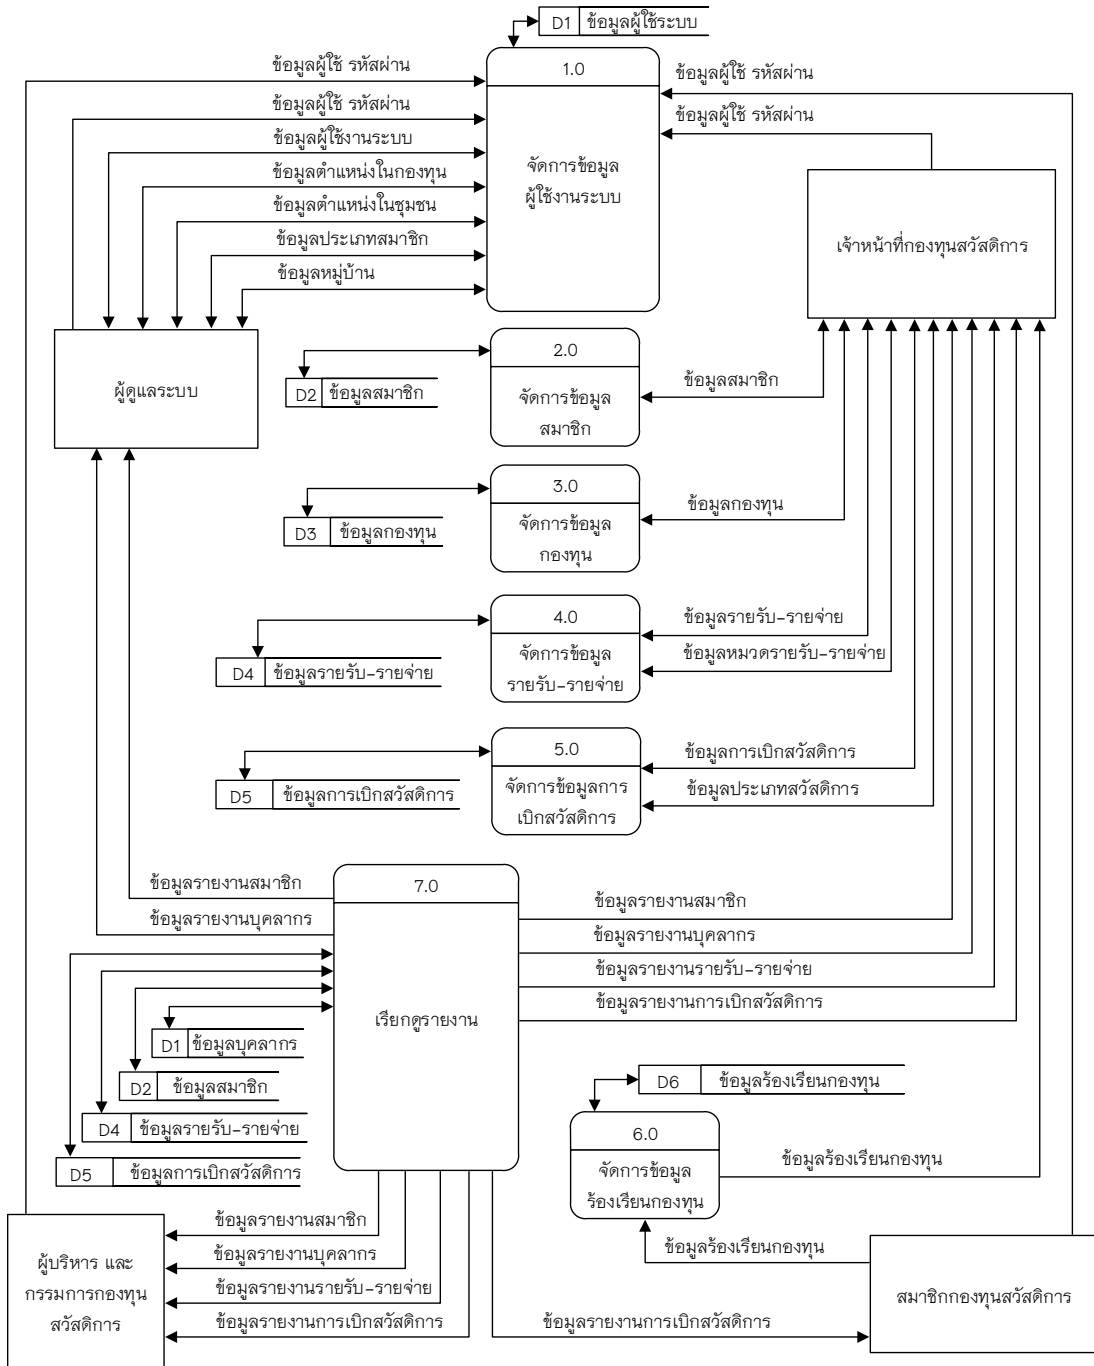 D1 ข้อมูลผู้ใช้ระบบ
1.0
จัดการข้อมูล
ผู้ใช้งานระบบ
ข้อมูลผู้ใช้ รหัสผ่าน
ข้อมูลผู้ใช้ รหัสผ่าน
ข้อมูลผู้ใช้งานระบบ
ข้อมูลตำแหน่งในกองทุน
ข้อมูลตำแหน่งในชุมชน
ข้อมูลประเภทสมาชิก
ข้อมูลหมู่บ้าน
ข้อมูลผู้ใช้ รหัสผ่าน
ข้อมูลผู้ใช้ รหัสผ่าน
เจ้าหน้าที่กองทุนสวัสดิการ
ผู้ดูแลระบบ
2.0
จัดการข้อมูล
สมาชิก
D2 ข้อมูลสมาชิก
ข้อมูลสมาชิก
3.0
จัดการข้อมูล
กองทุน
D3 ข้อมูลกองทุน
ข้อมูลกองทุน
4.0
จัดการข้อมูล
รายรับ-รายจ่าย
D4 ข้อมูลรายรับ-รายจ่าย
ข้อมูลรายรับ-รายจ่าย
ข้อมูลหมวดรายรับ-รายจ่าย
5.0
จัดการข้อมูลการ
เบิกสวัสดิการ
D5 ข้อมูลการเบิกสวัสดิการ
ข้อมูลการเบิกสวัสดิการ
ข้อมูลประเภทสวัสดิการ
7.0
เรียกดูรายงาน
ข้อมูลรายงานสมาชิก
ข้อมูลรายงานบุคลากร
ข้อมูลรายงานสมาชิก
ข้อมูลรายงานบุคลากร
ข้อมูลรายงานรายรับ-รายจ่าย
ข้อมูลรายงานการเบิกสวัสดิการ
D1 ข้อมูลบุคลากร
D2 ข้อมูลสมาชิก
D4 ข้อมูลรายรับ-รายจ่าย
D5 ข้อมูลการเบิกสวัสดิการ
D6 ข้อมูลร้องเรียนกองทุน
6.0
จัดการข้อมูล
ร้องเรียนกองทุน
ข้อมูลร้องเรียนกองทุน
ข้อมูลร้องเรียนกองทุน
ผู้บริหาร และ
กรรมการกองทุน
สวัสดิการ
ข้อมูลรายงานสมาชิก
ข้อมูลรายงานบุคลากร
ข้อมูลรายงานรายรับ-รายจ่าย
ข้อมูลรายงานการเบิกสวัสดิการ
ข้อมูลรายงานการเบิกสวัสดิการ
สมาชิกกองทุนสวัสดิการ